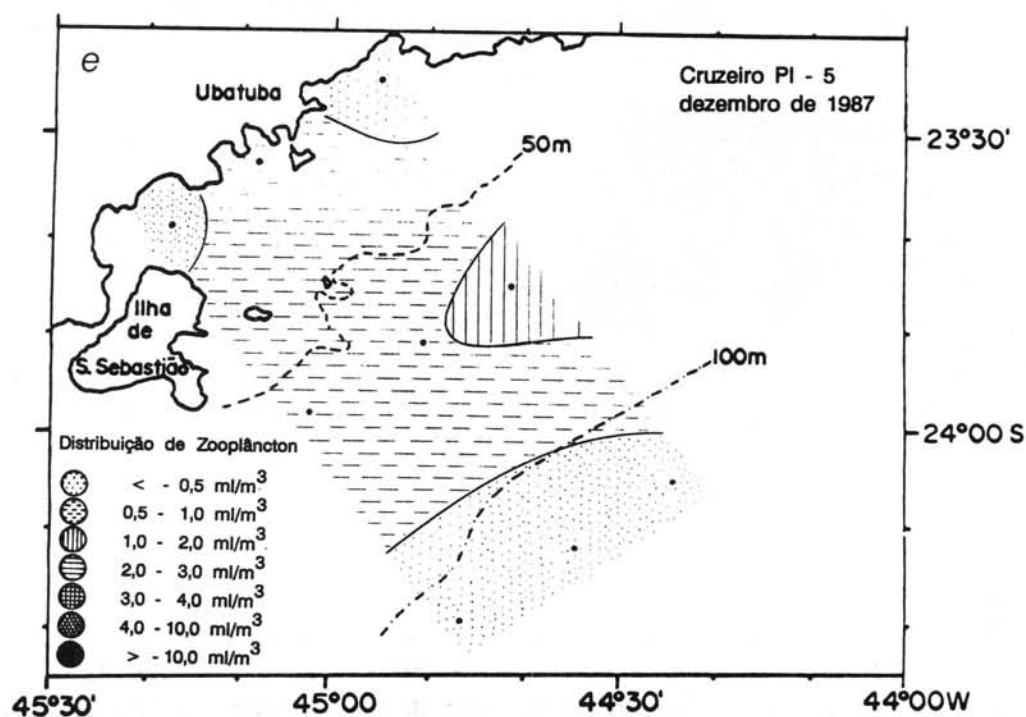 e
Cruzeiro PI - 5
dezembro de 1987
Ubatuba
50m
23°30'
Ilha
de
S. Sebastião
100m
24°00 S
Distribuição de Zooplâncton
< - 0,5 ml/m³
0,5 - 1,0 ml/m³
1,0 - 2,0 ml/m³
2,0 - 3,0 ml/m³
3,0 - 4,0 ml/m³
4,0 - 10,0 ml/m³
> - 10,0 ml/m³
45°30' 45°00 44°30' 44°00W